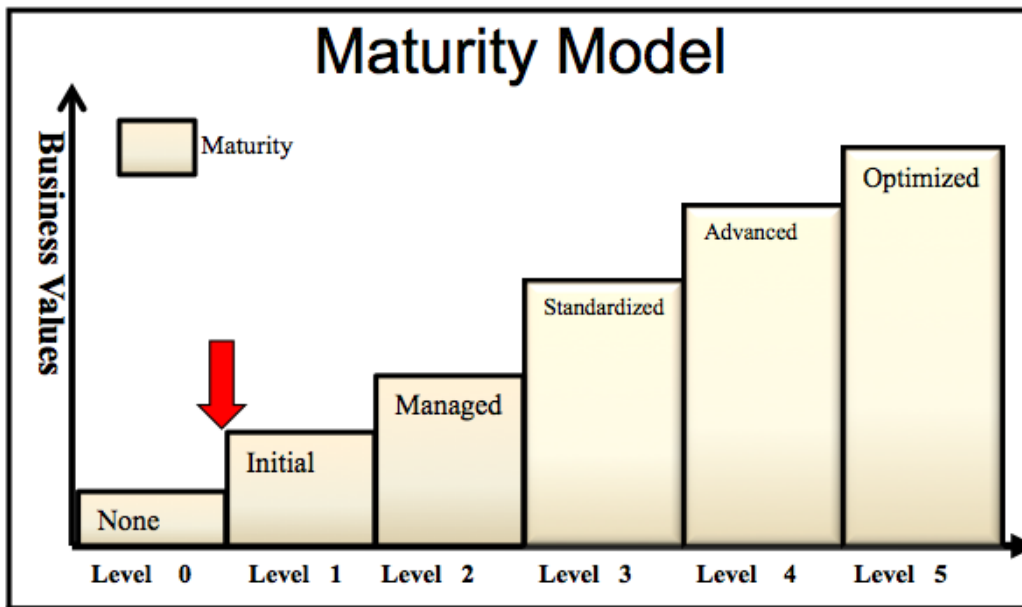 Maturity Model
Business Values
Maturity
None
Initial
Managed
Standardized
Advanced
Optimized
Level 0 Level 1 Level 2 Level 3 Level 4 Level 5